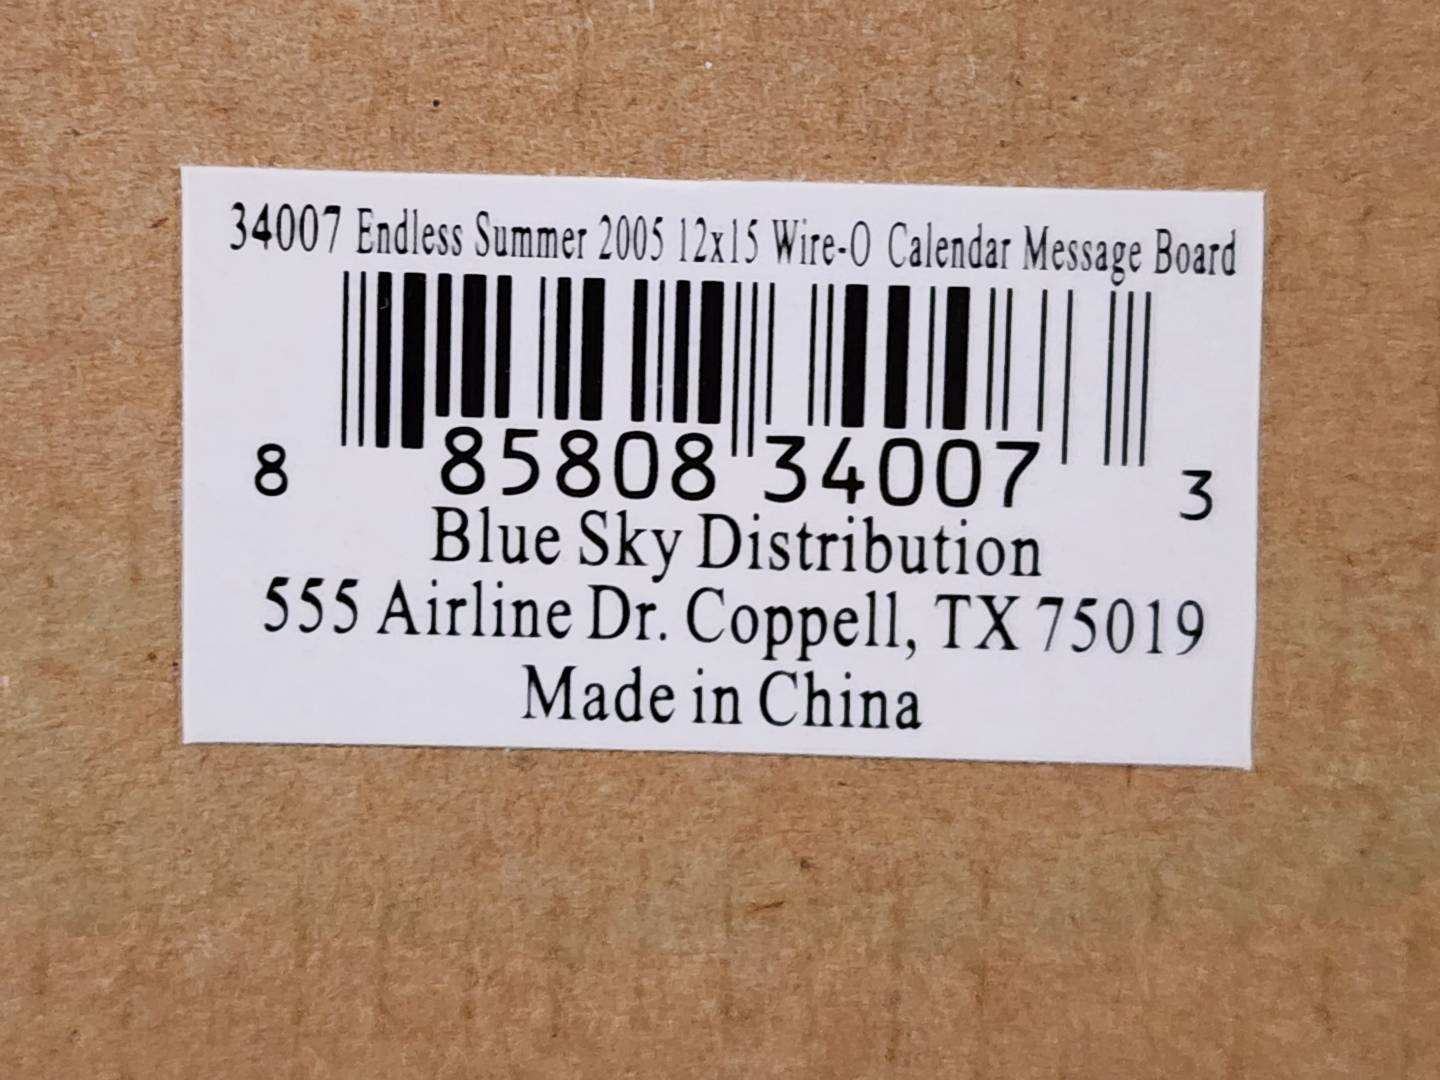 34007 Endless Summer 2005 12x15 Wire-O Calendar Message Board
8 85808 34007 3
Blue Sky Distribution
555 Airline Dr. Coppell, TX 75019
Made in China